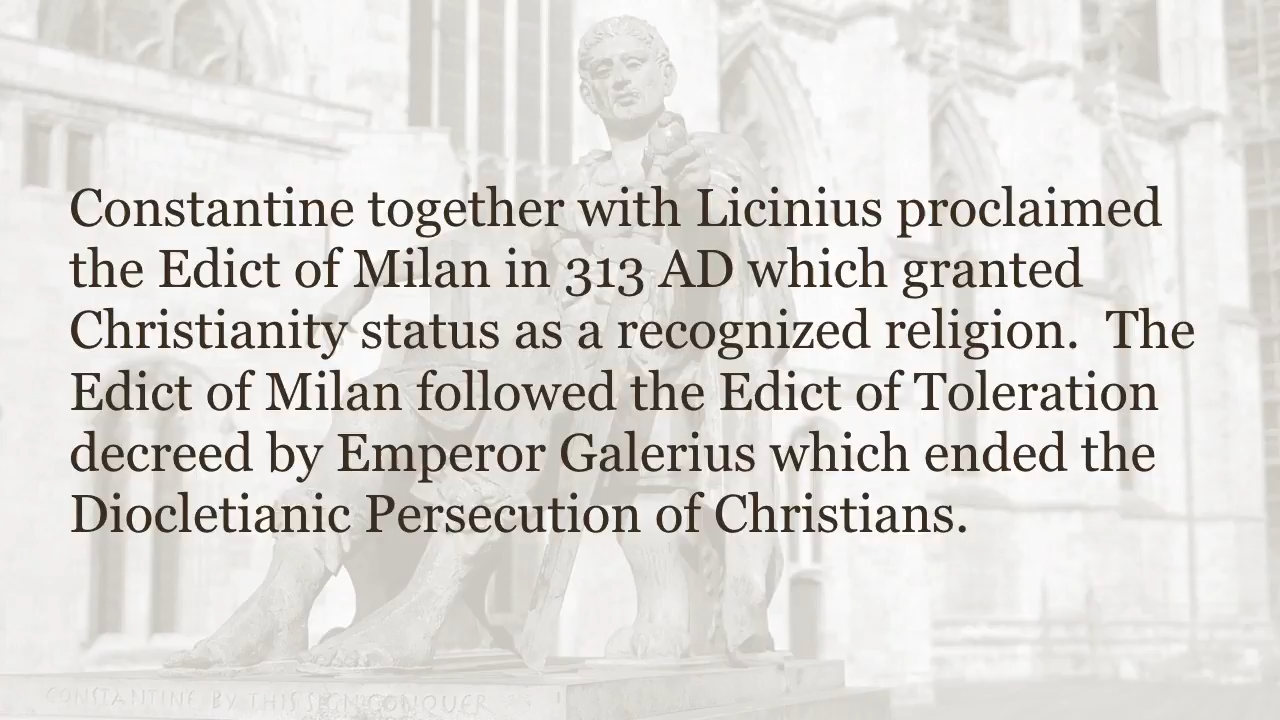 Constantine together with Licinius proclaimed
the Edict of Milan in 313 AD which granted
Christianity status as a recognized religion.  The
Edict of Milan followed the Edict of Toleration
decreed by Emperor Galerius which ended the
Diocletianic Persecution of Christians.
CONSTANTINE BY THIS SIGN CONQUER